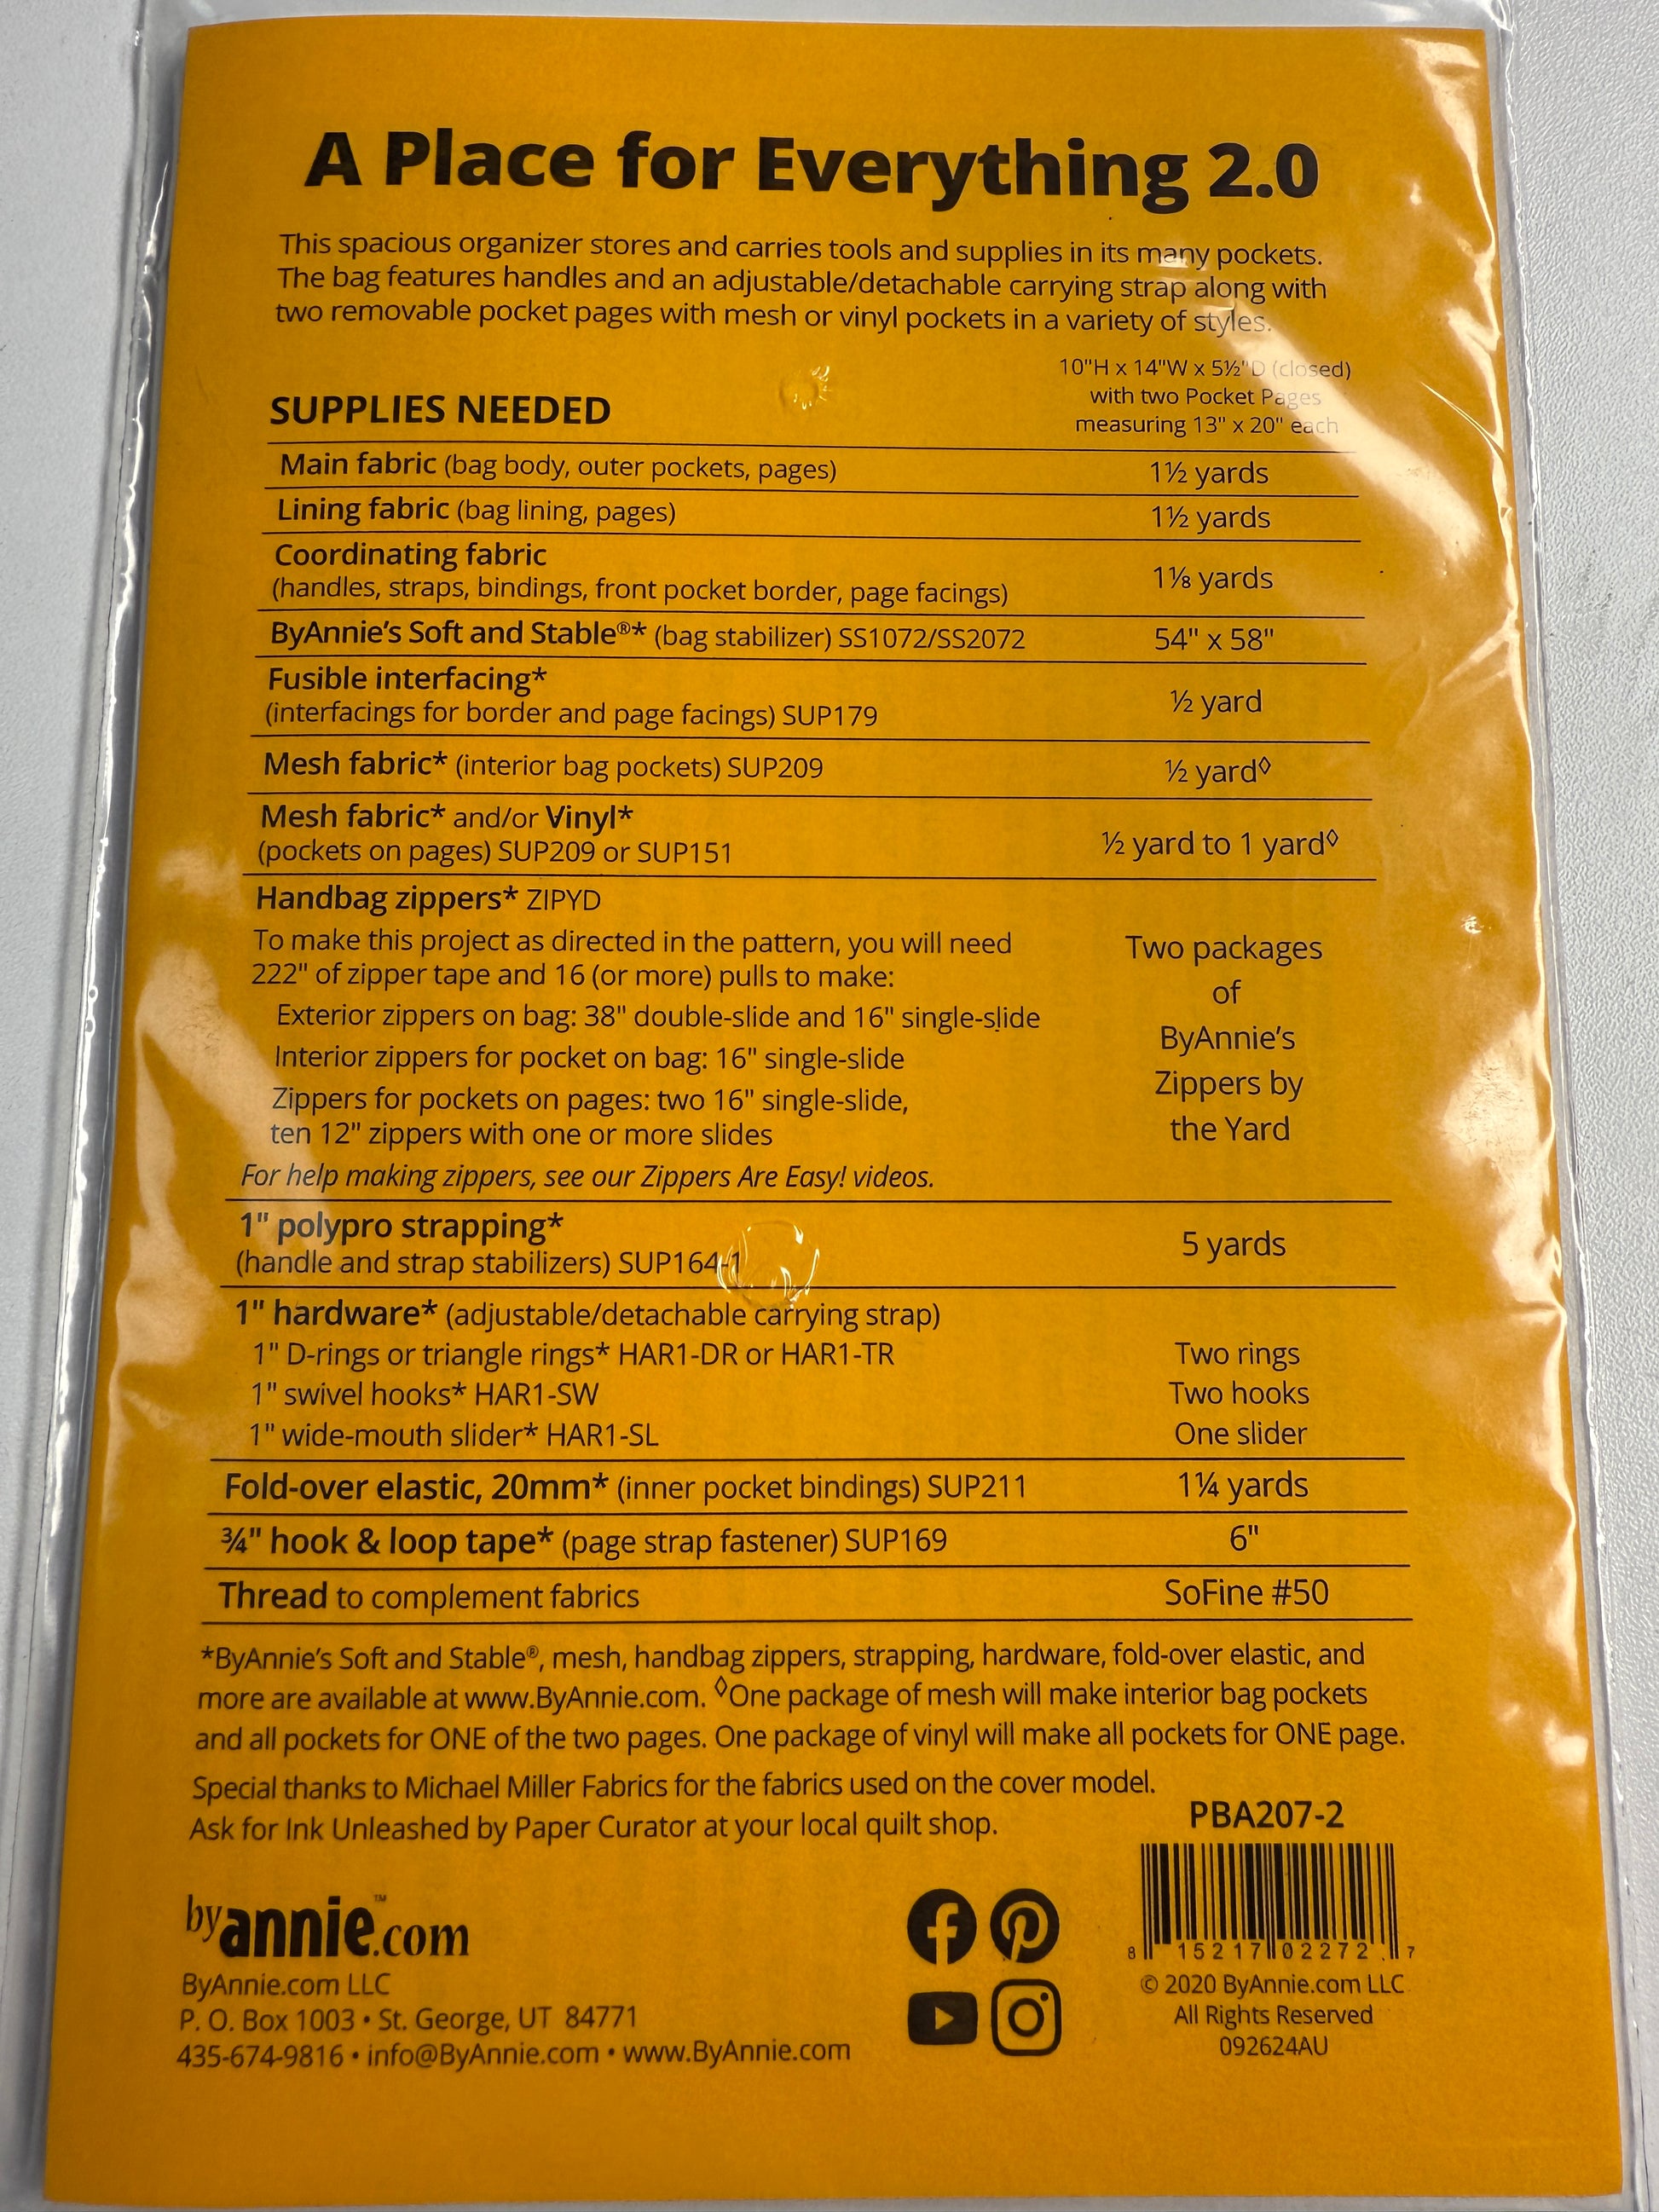 A Place for Everything 2.0
This spacious organizer stores and carries tools and supplies in its many pockets.
The bag features handles and an adjustable/detachable carrying strap along with
two removable pocket pages with mesh or vinyl pockets in a variety of styles.
10"H x 14"W x 5½"D (closed)
with two Pocket Pages
measuring 13" x 20" each
SUPPLIES NEEDED
Main fabric (bag body, outer pockets, pages) 1½ yards
Lining fabric (bag lining, pages) 1½ yards
Coordinating fabric
(handles, straps, bindings, front pocket border, page facings) 1⅛ yards
ByAnnie's Soft and Stable®* (bag stabilizer) SS1072/SS2072 54" x 58"
Fusible interfacing*
(interfacings for border and page facings) SUP179 ½ yard
Mesh fabric* (interior bag pockets) SUP209 ½ yard◊
Mesh fabric* and/or Vinyl*
(pockets on pages) SUP209 or SUP151 ½ yard to 1 yard◊
Handbag zippers* ZIPYD
To make this project as directed in the pattern, you will need
222" of zipper tape and 16 (or more) pulls to make:
Exterior zippers on bag: 38" double-slide and 16" single-slide
Interior zippers for pocket on bag: 16" single-slide
Zippers for pockets on pages: two 16" single-slide,
ten 12" zippers with one or more slides
For help making zippers, see our Zippers Are Easy! videos.
Two packages
of
ByAnnie's
Zippers by
the Yard
1" polypro strapping*
(handle and strap stabilizers) SUP164-1 5 yards
1" hardware* (adjustable/detachable carrying strap)
1" D-rings or triangle rings* HAR1-DR or HAR1-TR Two rings
1" swivel hooks* HAR1-SW Two hooks
1" wide-mouth slider* HAR1-SL One slider
Fold-over elastic, 20mm* (inner pocket bindings) SUP211 1¼ yards
¾" hook & loop tape* (page strap fastener) SUP169 6"
Thread to complement fabrics SoFine #50
*ByAnnie's Soft and Stable®, mesh, handbag zippers, strapping, hardware, fold-over elastic, and
more are available at www.ByAnnie.com. ◊One package of mesh will make interior bag pockets
and all pockets for ONE of the two pages. One package of vinyl will make all pockets for ONE page.
Special thanks to Michael Miller Fabrics for the fabrics used on the cover model.
Ask for Ink Unleashed by Paper Curator at your local quilt shop.
PBA207-2
8 15217 02272 7
© 2020 ByAnnie.com LLC
All Rights Reserved
092624AU
byannie.com™
ByAnnie.com LLC
P. O. Box 1003 • St. George, UT 84771
435-674-9816 • info@ByAnnie.com • www.ByAnnie.com